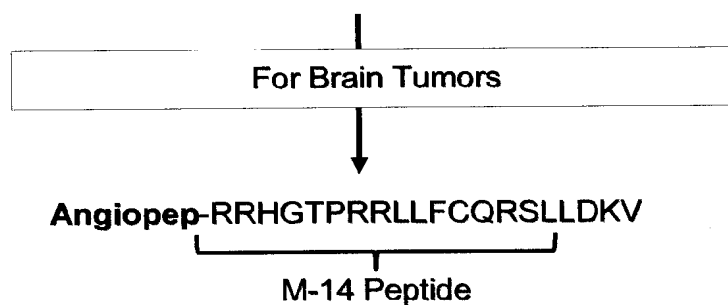 For Brain Tumors
Angiopep-RRHGTPRRLLFCQRSLLDKV
M-14 Peptide